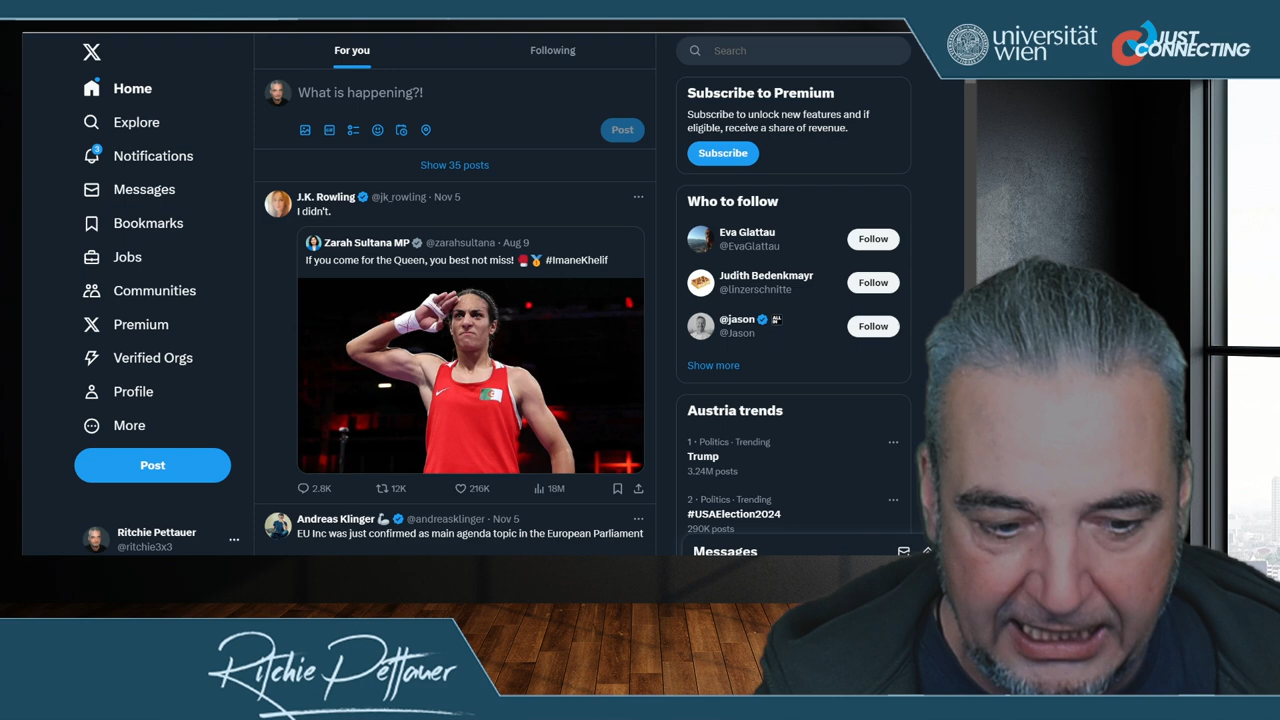 universität
wien
JUST
CONNECTING
For you
Following
Search
Home
Explore
3
Notifications
Messages
Bookmarks
Jobs
Communities
Premium
Verified Orgs
Profile
More
Post
Ritchie Pettauer
@ritchie3x3
What is happening?!
Post
Show 35 posts
J.K. Rowling @jk_rowling · Nov 5
I didn't.
Zarah Sultana MP @zarahsultana · Aug 9
If you come for the Queen, you best not miss! #ImaneKhelif
2.8K 12K 216K 18M
Andreas Klinger @andreasklinger · Nov 5
EU Inc was just confirmed as main agenda topic in the European Parliament
Subscribe to Premium
Subscribe to unlock new features and if
eligible, receive a share of revenue.
Subscribe
Who to follow
Eva Glattau
@EvaGlattau
Follow
Judith Bedenkmayr
@linzerschnitte
Follow
@jason
@Jason
Follow
Show more
Austria trends
1 · Politics · Trending
Trump
3.24M posts
2 · Politics · Trending
#USAElection2024
290K posts
Messages
Ritchie Pettauer